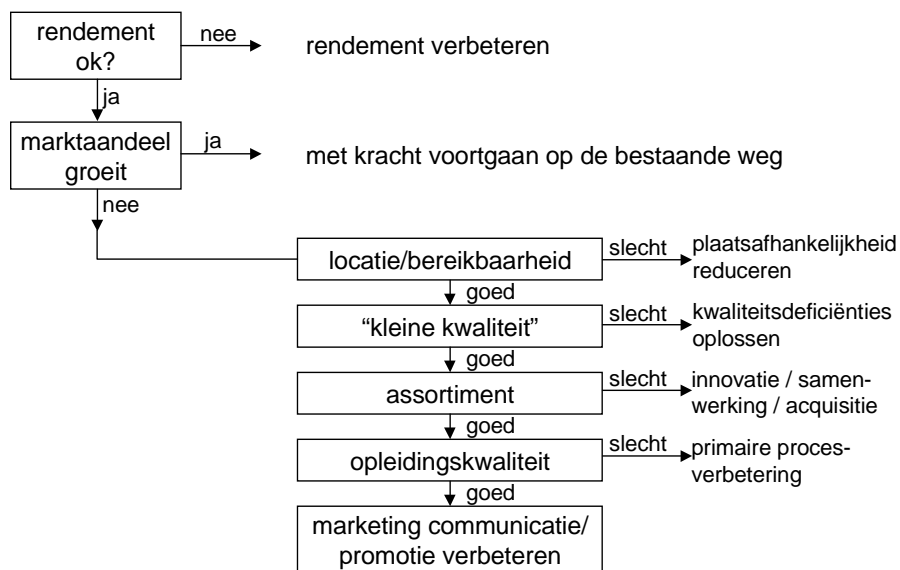 rendement
ok?
nee
rendement verbeteren
ja
marktaandeel
groeit
ja
met kracht voortgaan op de bestaande weg
nee
locatie/bereikbaarheid
slecht
plaatsafhankelijkheid
reduceren
goed
“kleine kwaliteit”
slecht
kwaliteitsdeficiënties
oplossen
goed
assortiment
slecht
innovatie / samen-
werking / acquisitie
goed
opleidingskwaliteit
slecht
primaire proces-
verbetering
goed
marketing communicatie/
promotie verbeteren